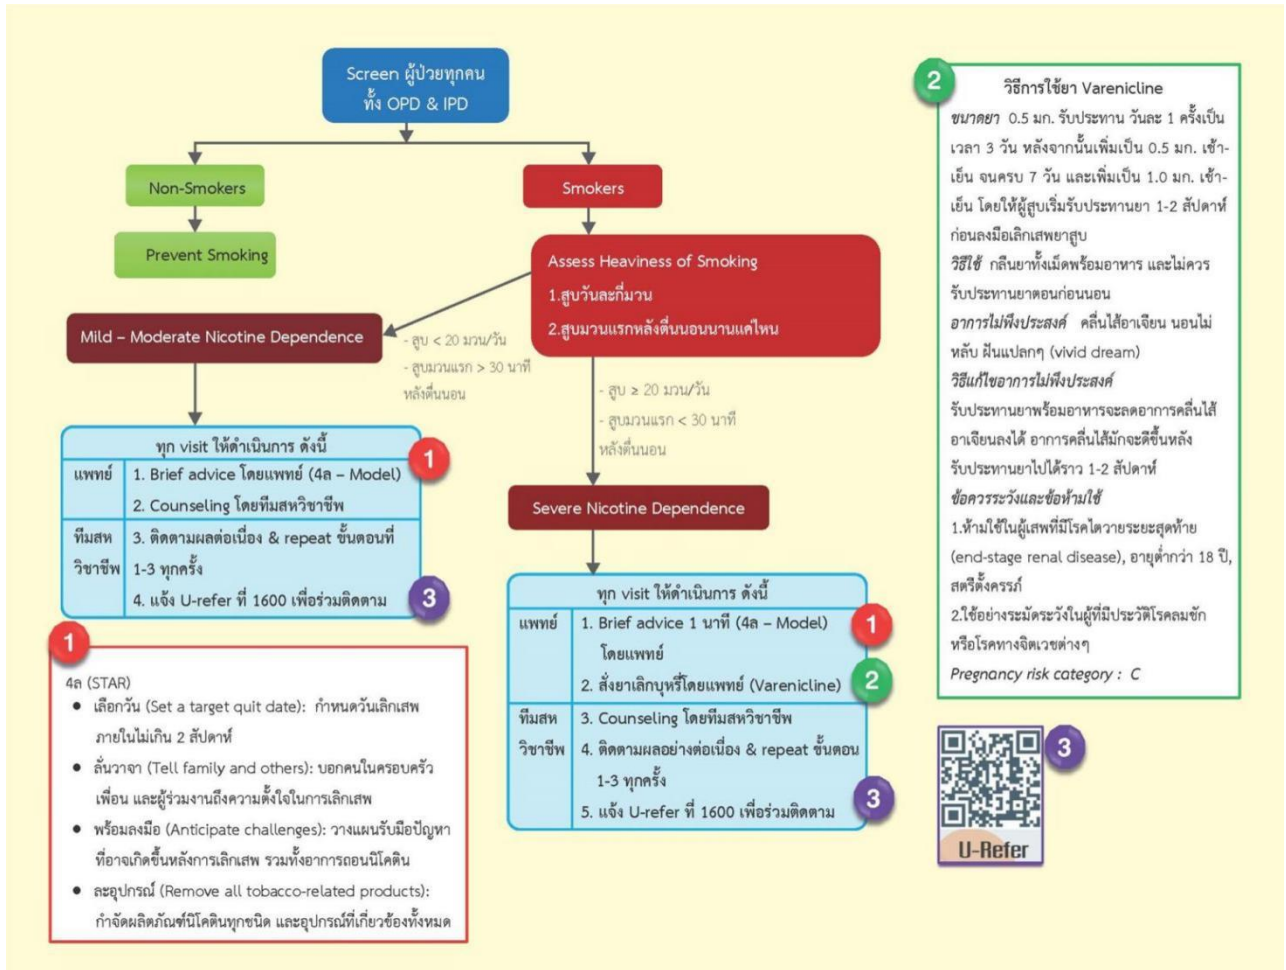 Screen ผู้ป่วยทุกคน
ทั้ง OPD & IPD
Non-Smokers
Smokers
Prevent Smoking
Assess Heaviness of Smoking
1.สูบวันละกี่มวน
2.สูบมวนแรกหลังตื่นนอนนานแค่ไหน
Mild – Moderate Nicotine Dependence
- สูบ < 20 มวน/วัน
- สูบมวนแรก > 30 นาที
หลังตื่นนอน
- สูบ ≥ 20 มวน/วัน
- สูบมวนแรก < 30 นาที
หลังตื่นนอน
ทุก visit ให้ดำเนินการ ดังนี้
1
แพทย์ 1. Brief advice โดยแพทย์ (4ล – Model)
2. Counseling โดยทีมสหวิชาชีพ
ทีมสห 3. ติดตามผลต่อเนื่อง & repeat ขั้นตอนที่
วิชาชีพ 1-3 ทุกครั้ง
4. แจ้ง U-refer ที่ 1600 เพื่อร่วมติดตาม 3
Severe Nicotine Dependence
ทุก visit ให้ดำเนินการ ดังนี้
แพทย์ 1. Brief advice 1 นาที (4ล – Model) 1
โดยแพทย์
2. สั่งยาเลิกบุหรี่โดยแพทย์ (Varenicline) 2
ทีมสห 3. Counseling โดยทีมสหวิชาชีพ
วิชาชีพ 4. ติดตามผลอย่างต่อเนื่อง & repeat ขั้นตอน
1-3 ทุกครั้ง
5. แจ้ง U-refer ที่ 1600 เพื่อร่วมติดตาม 3
1
4ล (STAR)
● เลือกวัน (Set a target quit date): กำหนดวันเลิกเสพ
ภายในไม่เกิน 2 สัปดาห์
● ลั่นวาจา (Tell family and others): บอกคนในครอบครัว
เพื่อน และผู้ร่วมงานถึงความตั้งใจในการเลิกเสพ
● พร้อมลงมือ (Anticipate challenges): วางแผนรับมือปัญหา
ที่อาจเกิดขึ้นหลังการเลิกเสพ รวมทั้งอาการถอนนิโคติน
● ละอุปกรณ์ (Remove all tobacco-related products):
กำจัดผลิตภัณฑ์นิโคตินทุกชนิด และอุปกรณ์ที่เกี่ยวข้องทั้งหมด
2
วิธีการใช้ยา Varenicline
ขนาดยา 0.5 มก. รับประทาน วันละ 1 ครั้งเป็น
เวลา 3 วัน หลังจากนั้นเพิ่มเป็น 0.5 มก. เช้า-
เย็น จนครบ 7 วัน และเพิ่มเป็น 1.0 มก. เช้า-
เย็น โดยให้ผู้สูบเริ่มรับประทานยา 1-2 สัปดาห์
ก่อนลงมือเลิกเสพยาสูบ
วิธีใช้ กลืนยาทั้งเม็ดพร้อมอาหาร และไม่ควร
รับประทานยาตอนก่อนนอน
อาการไม่พึงประสงค์ คลื่นไส้อาเจียน นอนไม่
หลับ ฝันแปลกๆ (vivid dream)
วิธีแก้ไขอาการไม่พึงประสงค์
รับประทานยาพร้อมอาหารจะลดอาการคลื่นไส้
อาเจียนลงได้ อาการคลื่นไส้มักจะดีขึ้นหลัง
รับประทานยาไปได้ราว 1-2 สัปดาห์
ข้อควรระวังและข้อห้ามใช้
1.ห้ามใช้ในผู้เสพที่มีโรคไตวายระยะสุดท้าย
(end-stage renal disease), อายุต่ำกว่า 18 ปี,
สตรีตั้งครรภ์
2.ใช้อย่างระมัดระวังในผู้ที่มีประวัติโรคลมชัก
หรือโรคทางจิตเวชต่างๆ
Pregnancy risk category : C
3
U-Refer